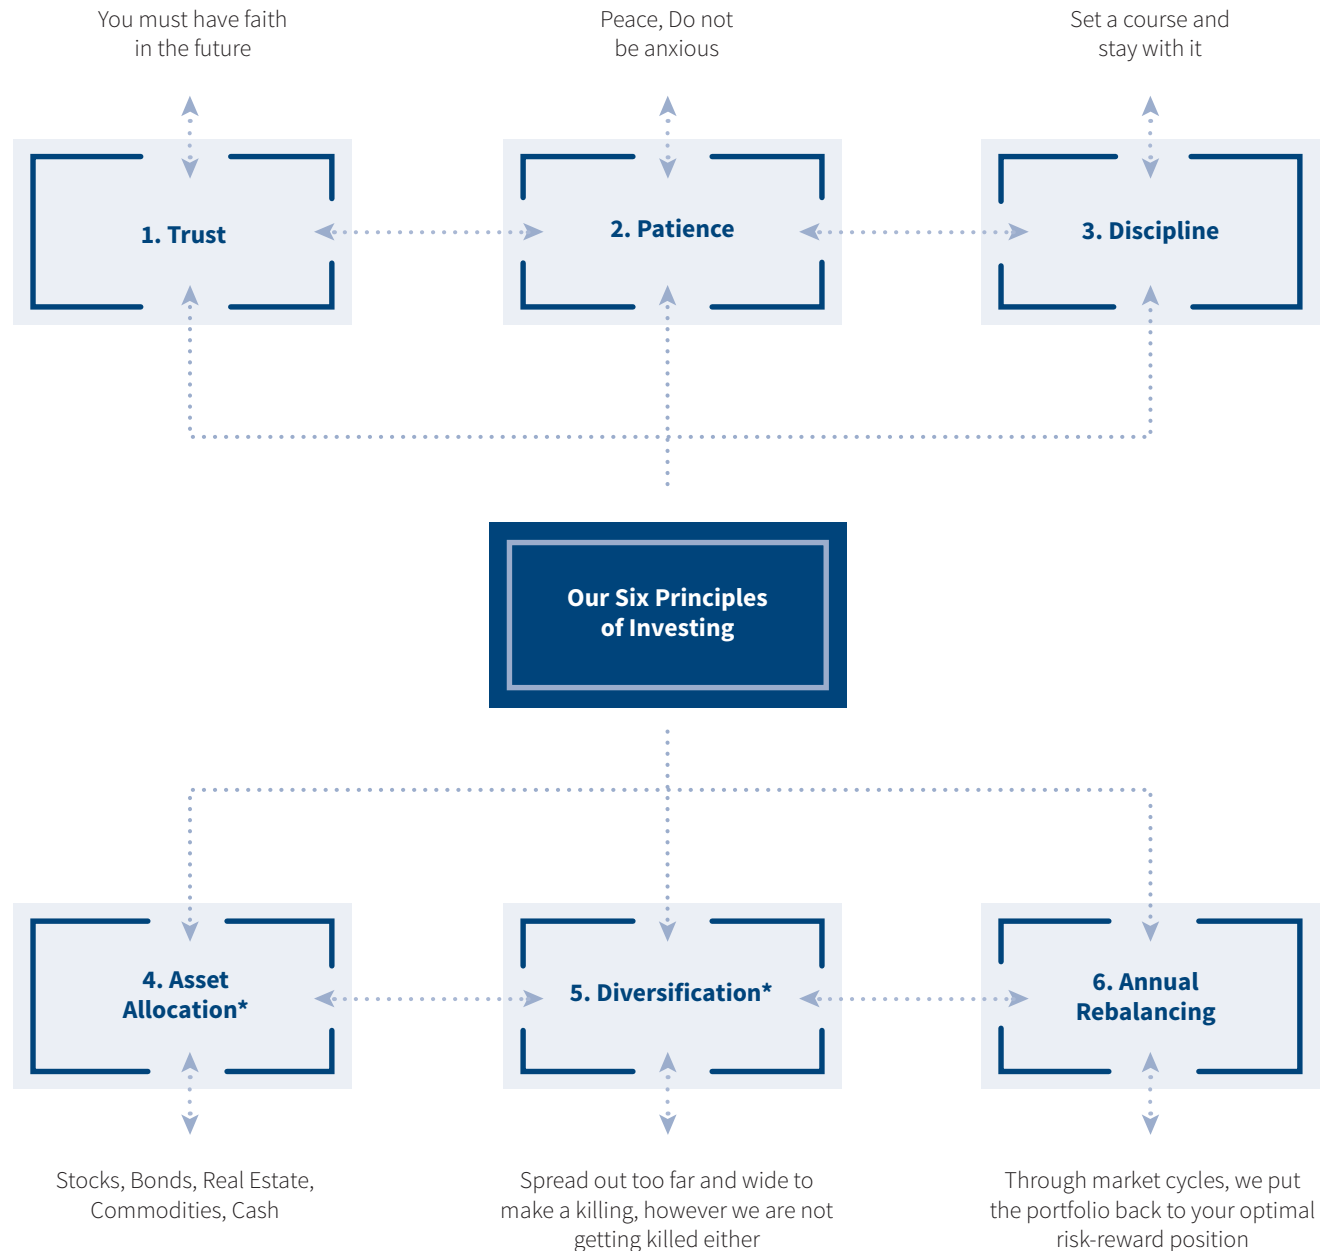 You must have faith
in the future
Peace, Do not
be anxious
Set a course and
stay with it
1. Trust
2. Patience
3. Discipline
Our Six Principles
of Investing
4. Asset
Allocation*
5. Diversification*
6. Annual
Rebalancing
Stocks, Bonds, Real Estate,
Commodities, Cash
Spread out too far and wide to
make a killing, however we are not
getting killed either
Through market cycles, we put
the portfolio back to your optimal
risk-reward position